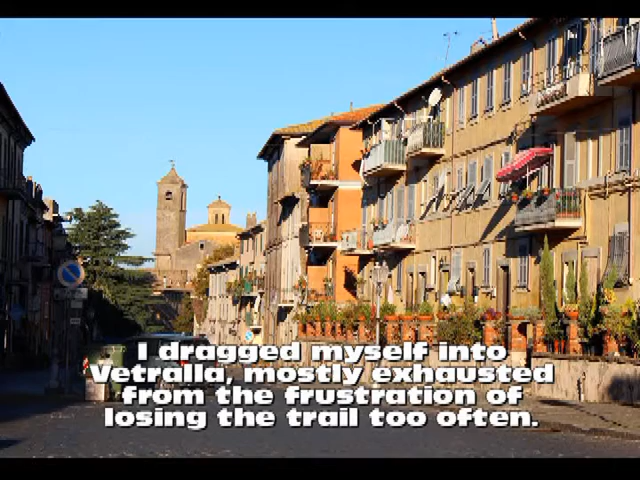 I dragged myself into
Vetralla, mostly exhausted
from the frustration of
losing the trail too often.